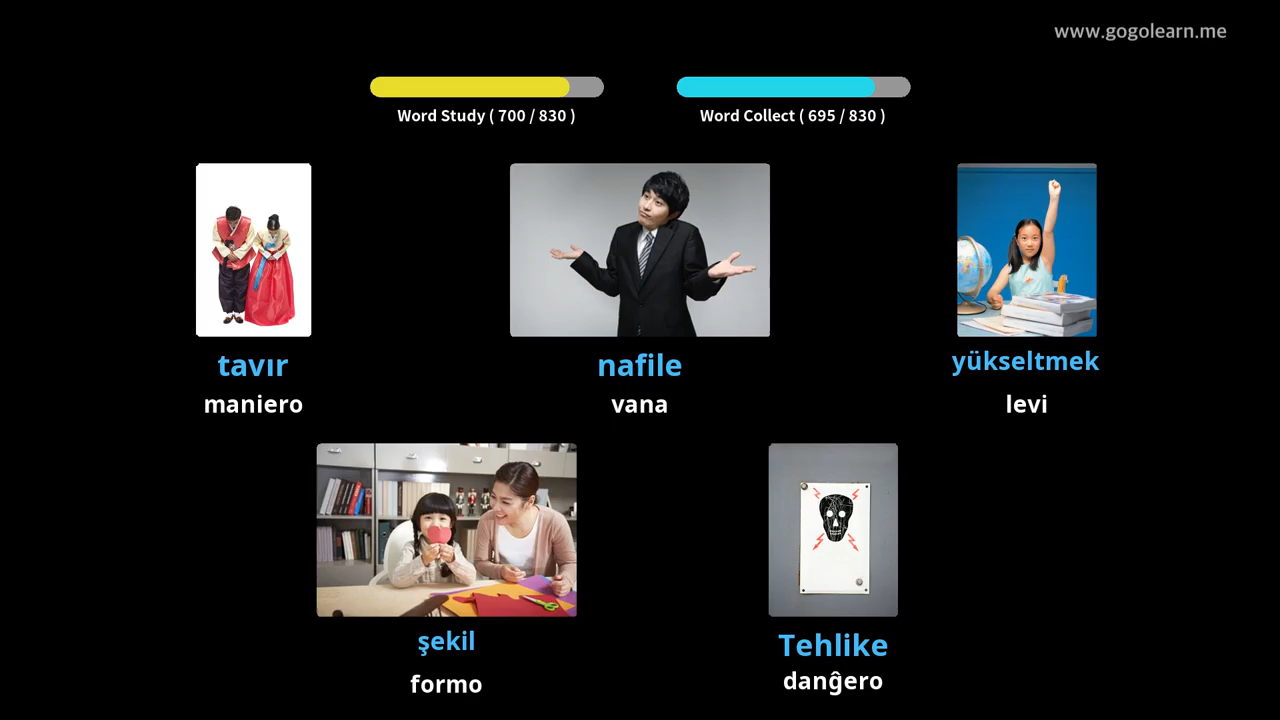 www.gogolearn.me
Word Study ( 700 / 830 )
Word Collect ( 695 / 830 )
tavır
maniero
nafile
vana
yükseltmek
levi
şekil
formo
Tehlike
danĝero